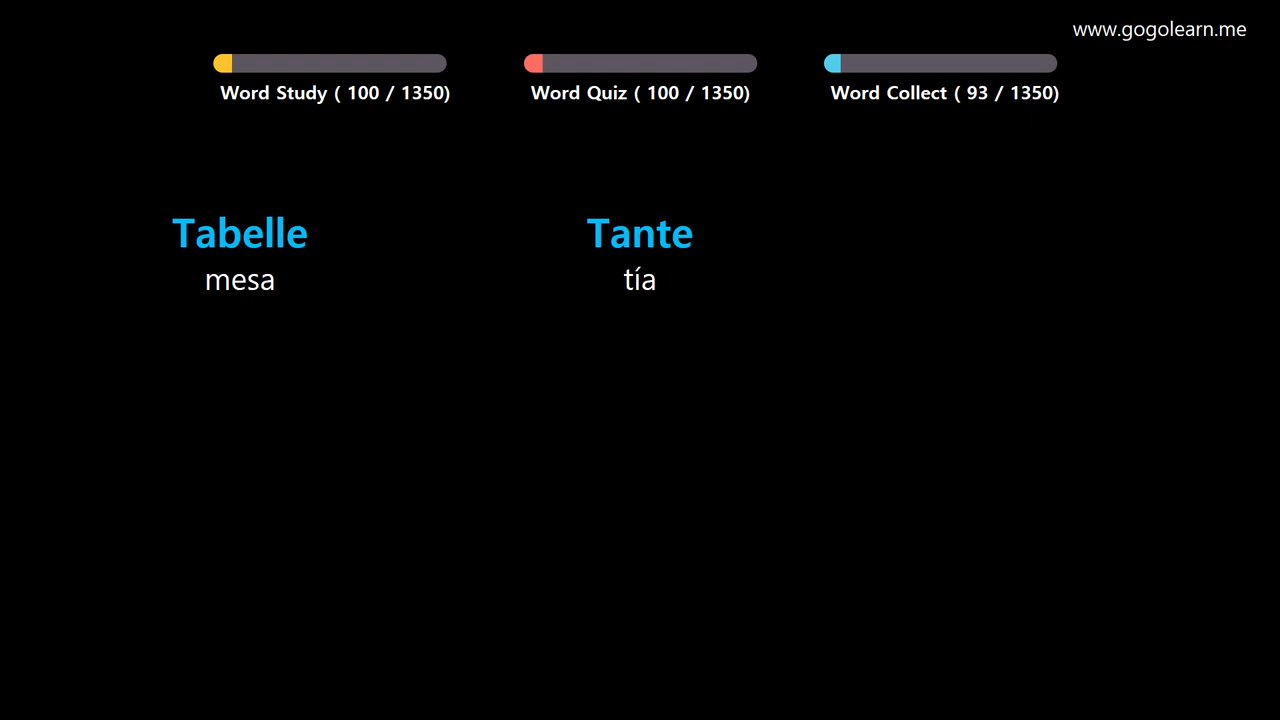 www.gogolearn.me
Word Study ( 100 / 1350)
Word Quiz ( 100 / 1350)
Word Collect ( 93 / 1350)
Tabelle
mesa
Tante
tía